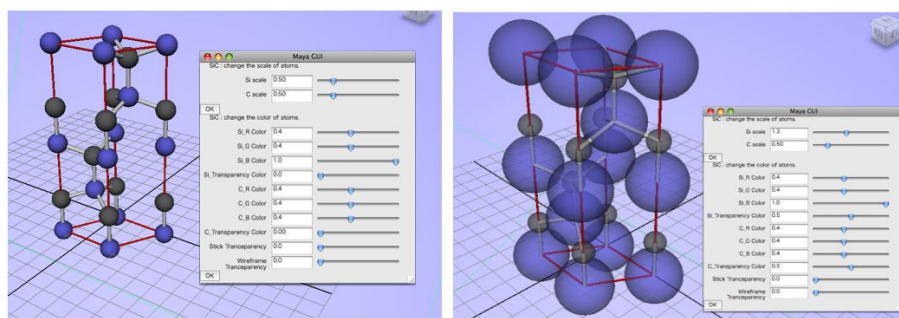 Maya GUI
SiC : change the scale of atoms.
Si scale 0.50
C scale 0.50
OK
SiC : change the color of atoms.
Si_R Color 0.4
Si_G Color 0.4
Si_B Color 1.0
Si_Transparency Color 0.0
C_R Color 0.4
C_G Color 0.4
C_B Color 0.4
C_Transparency Color 0.00
Stick Tranceparency 0.0
Wireframe 0.0
Tranceparency
OK
Maya GUI
SiC : change the scale of atoms.
Si scale 1.3
C scale 0.50
OK
SiC : change the color of atoms.
Si_R Color 0.4
Si_G Color 0.4
Si_B Color 1.0
Si_Transparency Color 0.5
C_R Color 0.4
C_G Color 0.4
C_B Color 0.4
C_Transparency Color 0.5
Stick Tranceparency 0.0
Wireframe 0.0
Tranceparency
OK